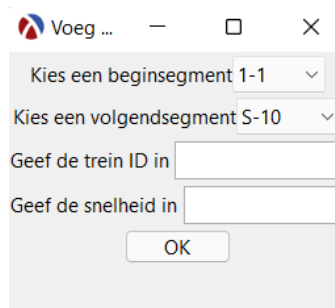 Voeg ...
Kies een beginsegment 1-1
Kies een volgendsegment S-10
Geef de trein ID in
Geef de snelheid in
OK